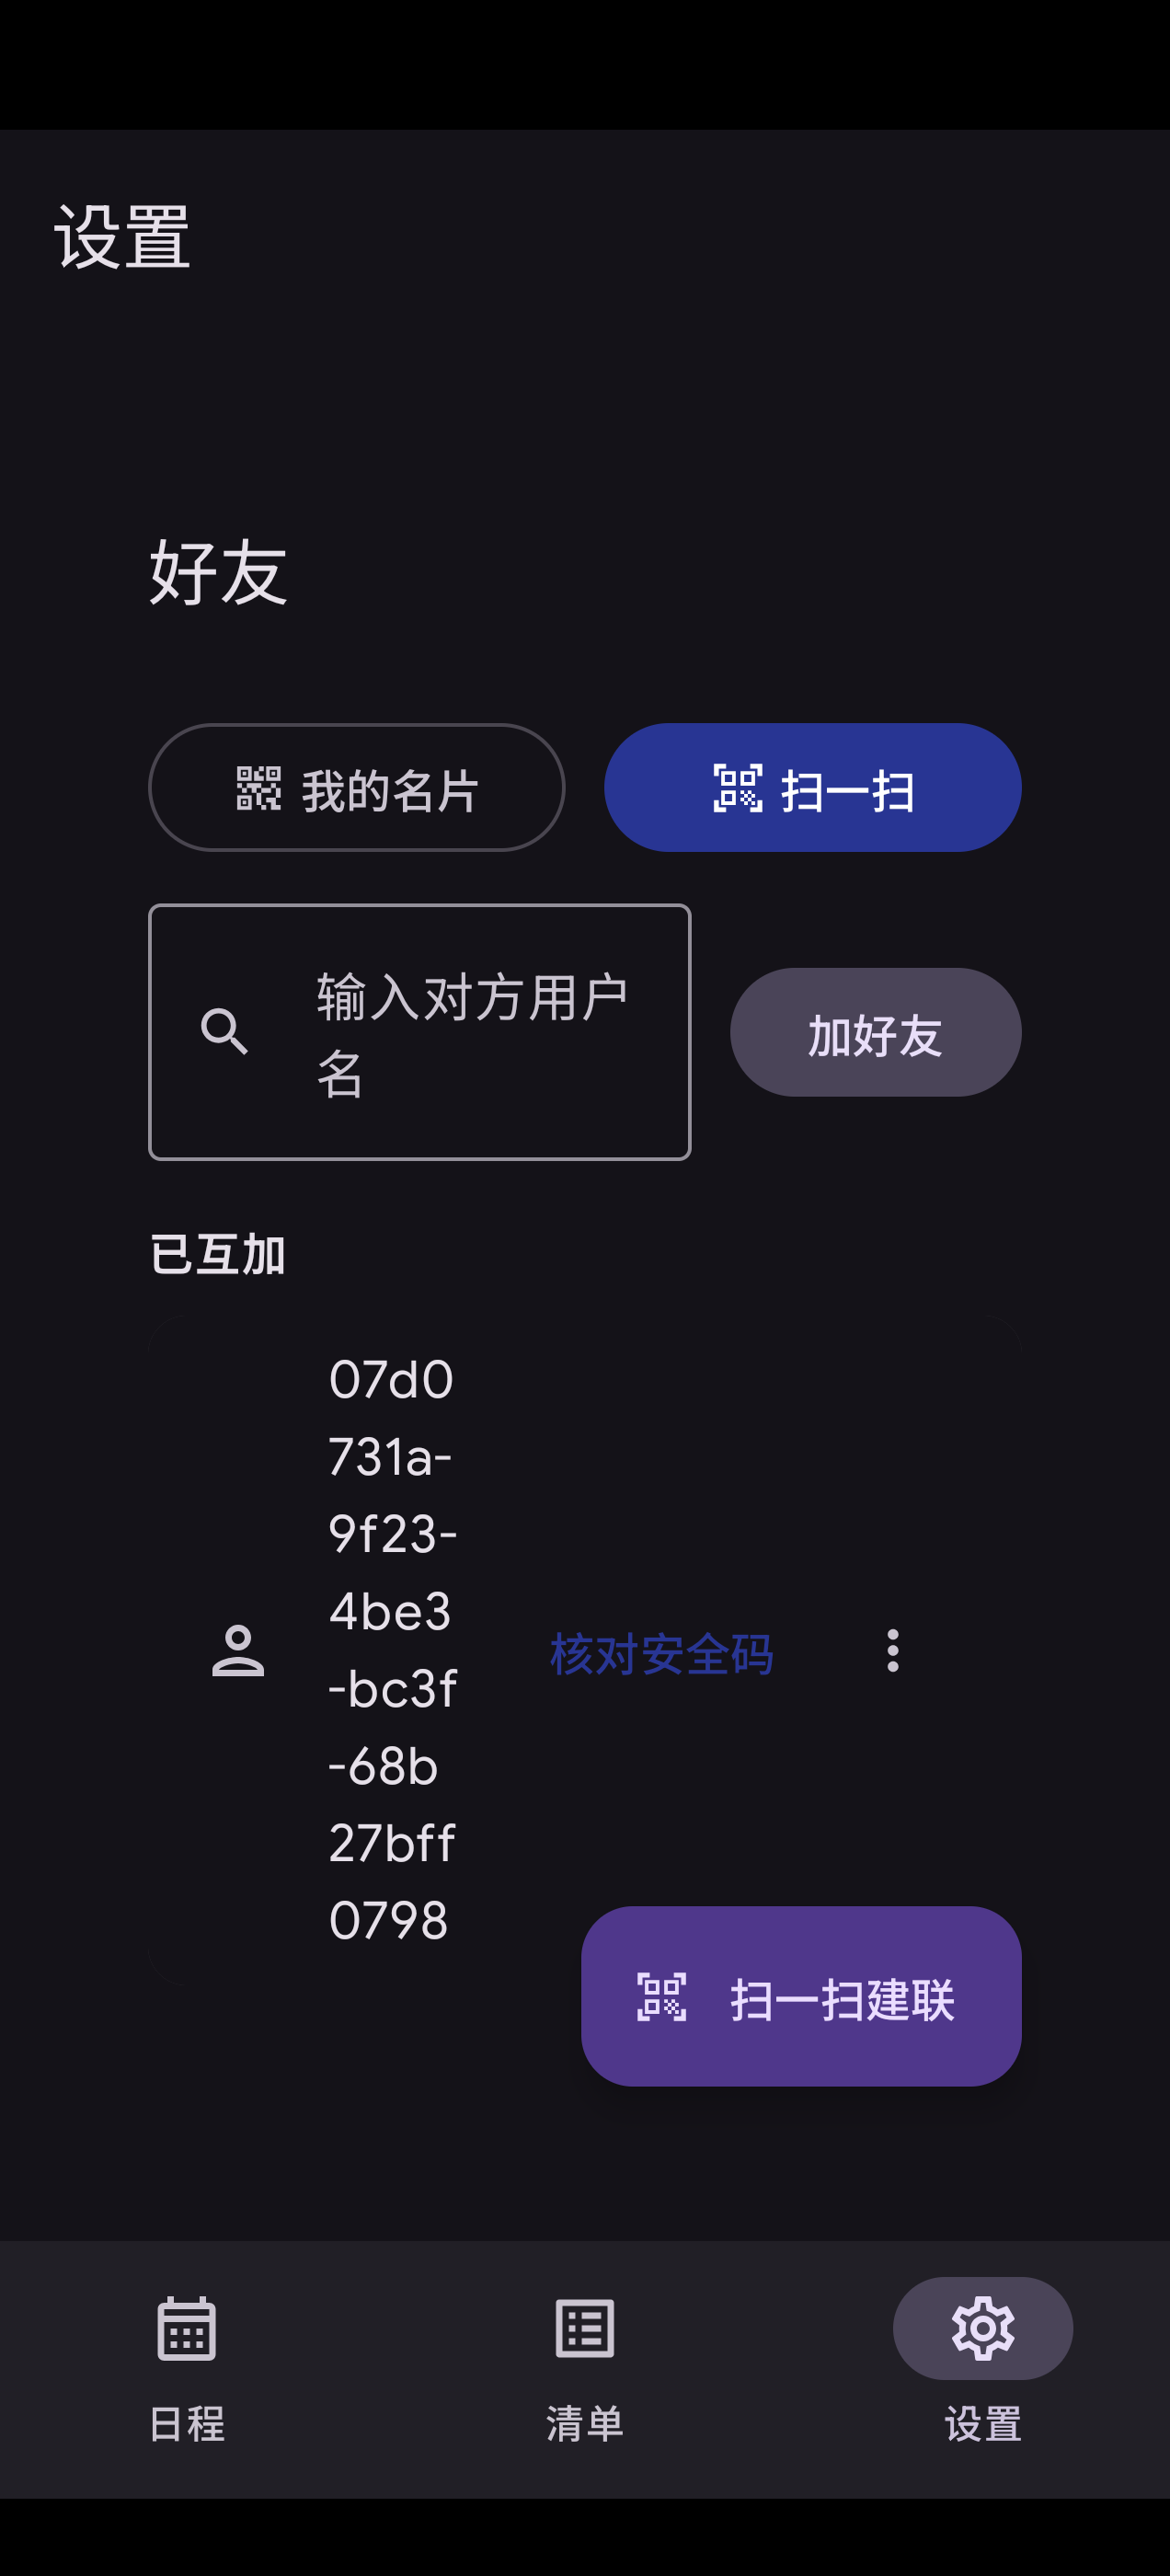 设置
好友
我的名片
扫一扫
输入对方用户
名
加好友
已互加
07d0
731a-
9f23-
4be3
-bc3f
-68b
27bff
0798
核对安全码
扫一扫建联
日程
清单
设置